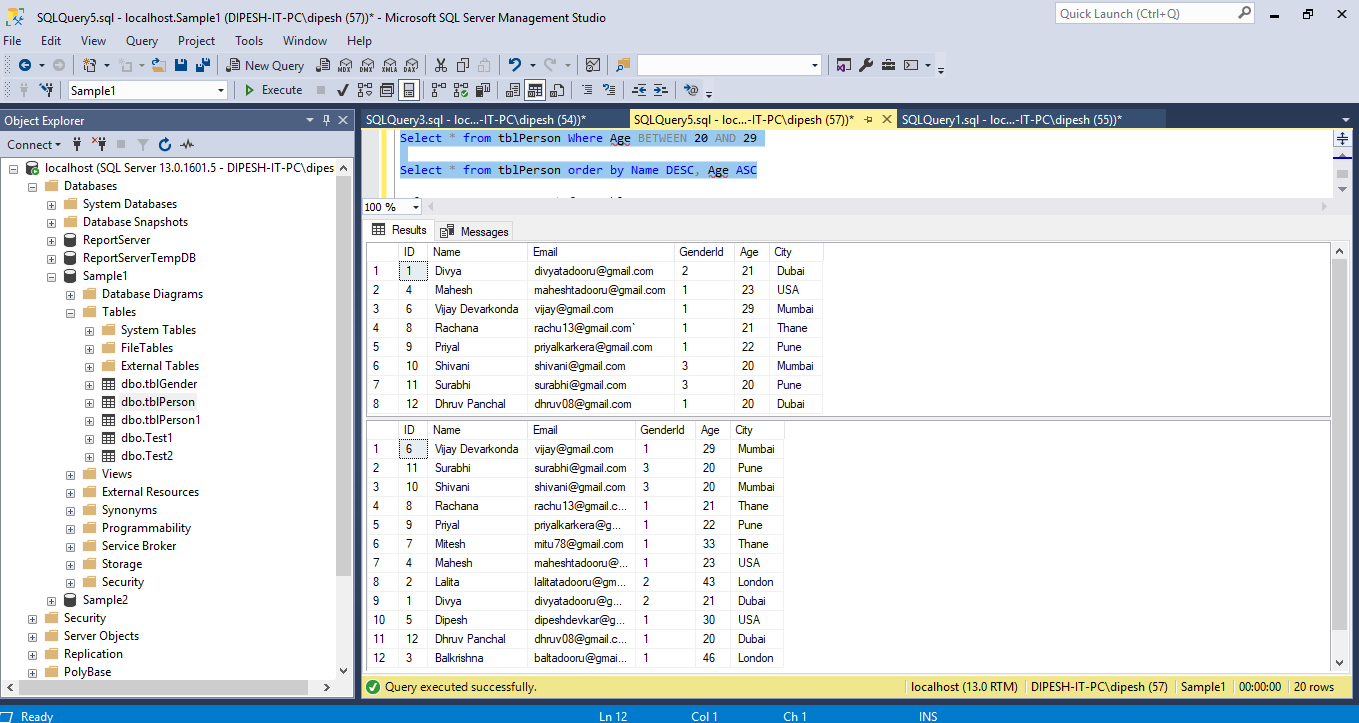 SQLQuery5.sql - localhost.Sample1 (DIPESH-IT-PC\dipesh (57))* - Microsoft SQL Server Management Studio
Quick Launch (Ctrl+Q)
File Edit View Query Project Tools Window Help
New Query MDX DMX XMLA DAX
Sample1 Execute
Object Explorer
Connect
localhost (SQL Server 13.0.1601.5 - DIPESH-IT-PC\dipes
Databases
System Databases
Database Snapshots
ReportServer
ReportServerTempDB
Sample1
Database Diagrams
Tables
System Tables
FileTables
External Tables
dbo.tblGender
dbo.tblPerson
dbo.tblPerson1
dbo.Test1
dbo.Test2
Views
External Resources
Synonyms
Programmability
Service Broker
Storage
Security
Sample2
Security
Server Objects
Replication
PolyBase
SQLQuery3.sql - loc...-IT-PC\dipesh (54))* SQLQuery5.sql - loc...-IT-PC\dipesh (57))* SQLQuery1.sql - loc...-IT-PC\dipesh (55))*
Select * from tblPerson Where Age BETWEEN 20 AND 29
Select * from tblPerson order by Name DESC, Age ASC
100 %
Results Messages
ID Name Email GenderId Age City
1 1 Divya divyatadooru@gmail.com 2 21 Dubai
2 4 Mahesh maheshtadooru@gmail.com 1 23 USA
3 6 Vijay Devarkonda vijay@gmail.com 1 29 Mumbai
4 8 Rachana rachu13@gmail.com` 1 21 Thane
5 9 Priyal priyalkarkera@gmail.com 1 22 Pune
6 10 Shivani shivani@gmail.com 3 20 Mumbai
7 11 Surabhi surabhi@gmail.com 3 20 Pune
8 12 Dhruv Panchal dhruv08@gmail.com 1 20 Dubai
ID Name Email GenderId Age City
1 6 Vijay Devarkonda vijay@gmail.com 1 29 Mumbai
2 11 Surabhi surabhi@gmail.com 3 20 Pune
3 10 Shivani shivani@gmail.com 3 20 Mumbai
4 8 Rachana rachu13@gmail.c... 1 21 Thane
5 9 Priyal priyalkarkera@g... 1 22 Pune
6 7 Mitesh mitu78@gmail.com 1 33 Thane
7 4 Mahesh maheshtadooru@... 1 23 USA
8 2 Lalita lalitatadooru@gm... 2 43 London
9 1 Divya divyatadooru@g... 2 21 Dubai
10 5 Dipesh dipeshdevkar@g... 1 30 USA
11 12 Dhruv Panchal dhruv08@gmail.c... 1 20 Dubai
12 3 Balkrishna baltadooru@gmai... 1 46 London
Query executed successfully. localhost (13.0 RTM) DIPESH-IT-PC\dipesh (57) Sample1 00:00:00 20 rows
Ready Ln 12 Col 1 Ch 1 INS